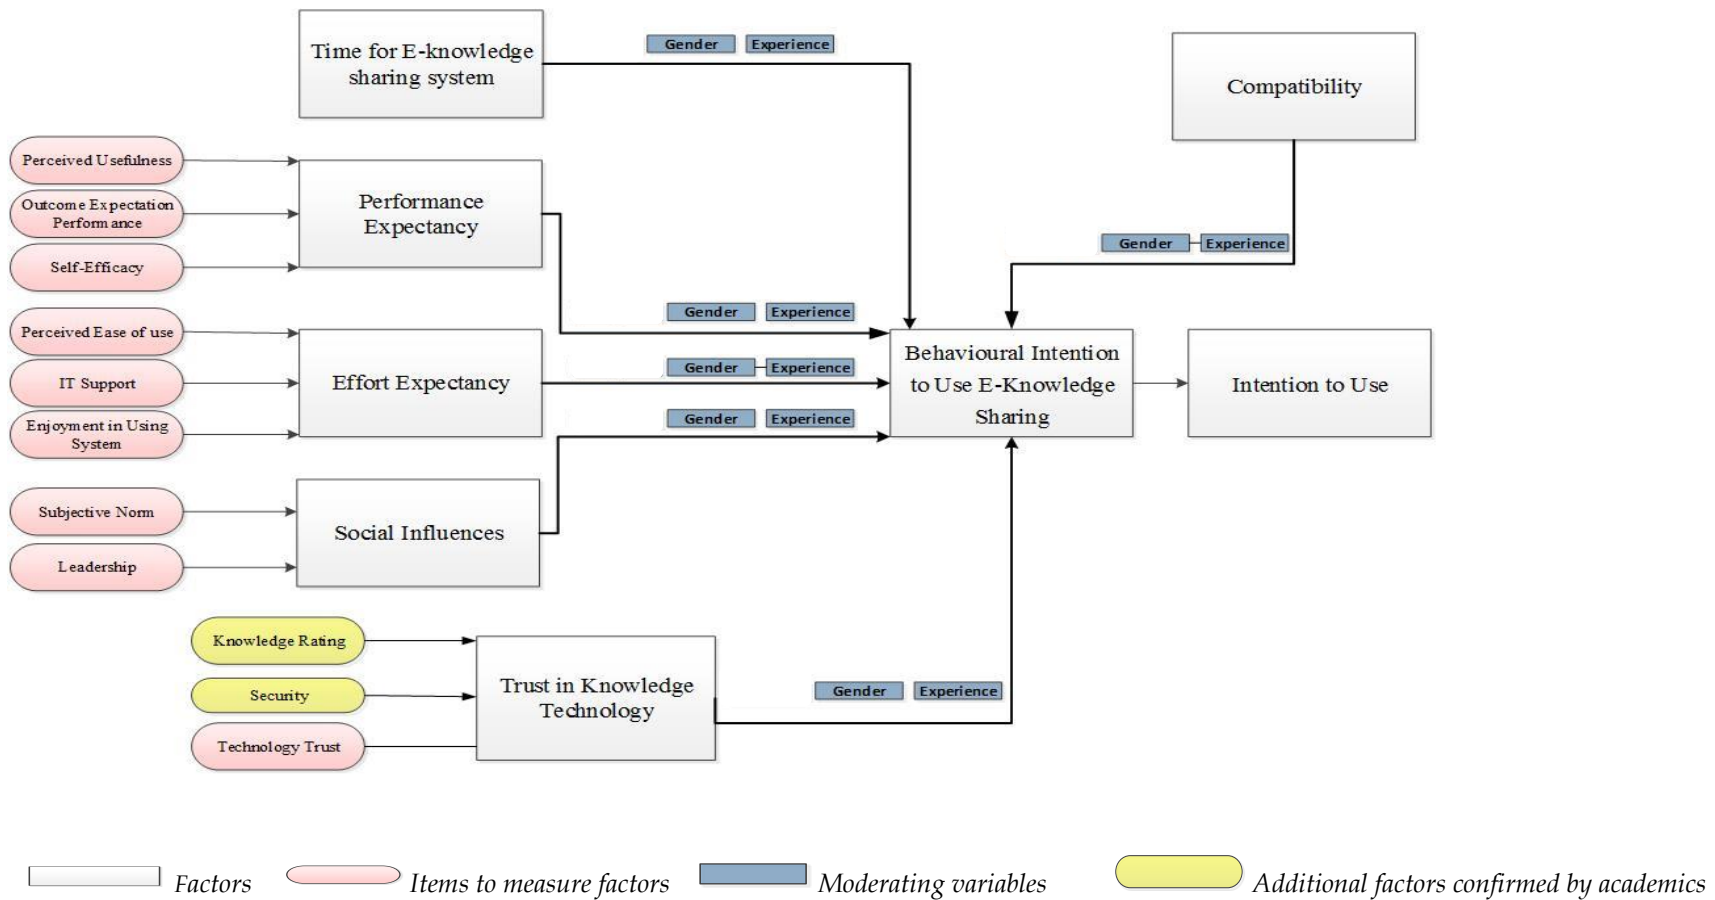 Time for E-knowledge
sharing system
Gender
Experience
Compatibility
Perceived Usefulness
Outcome Expectation
Performance
Self-Efficacy
Performance
Expectancy
Gender
Experience
Gender
Experience
Perceived Ease of use
IT Support
Enjoyment in Using
System
Effort Expectancy
Gender
Experience
Gender
Experience
Behavioural Intention
to Use E-Knowledge
Sharing
Intention to Use
Subjective Norm
Leadership
Social Influences
Knowledge Rating
Security
Technology Trust
Trust in Knowledge
Technology
Gender
Experience
Factors
Items to measure factors
Moderating variables
Additional factors confirmed by academics